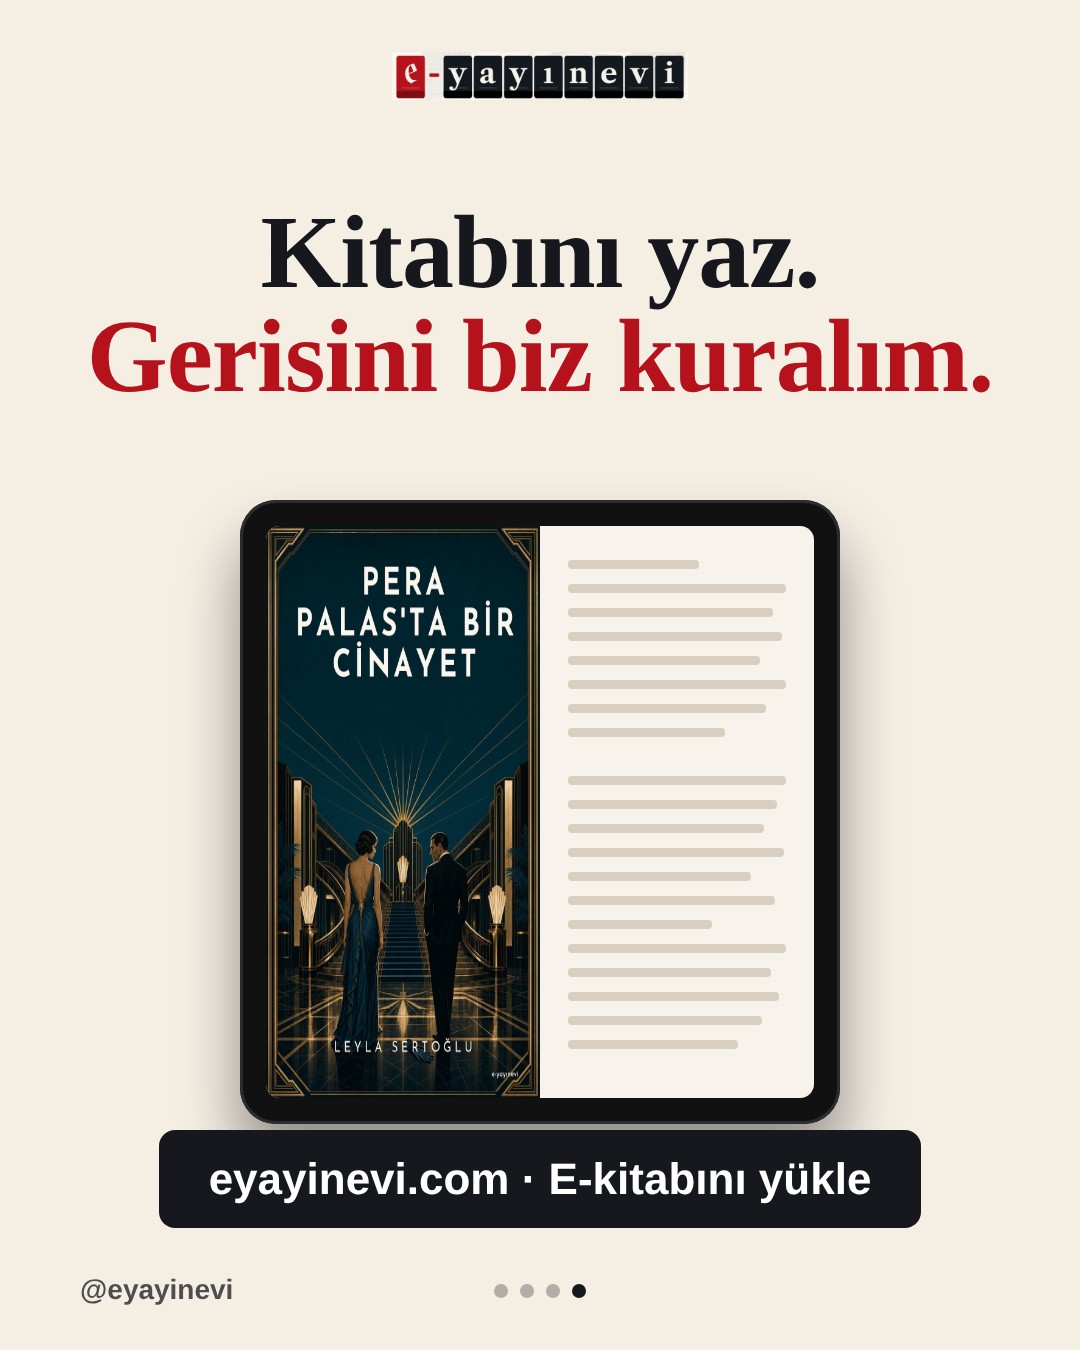 e-yayınevi
Kitabını yaz.
Gerisini biz kuralım.
PERA
PALAS'TA BİR
CİNAYET
LEYLA SERTOĞLU
e-yayınevi
eyayinevi.com · E-kitabını yükle
@eyayinevi